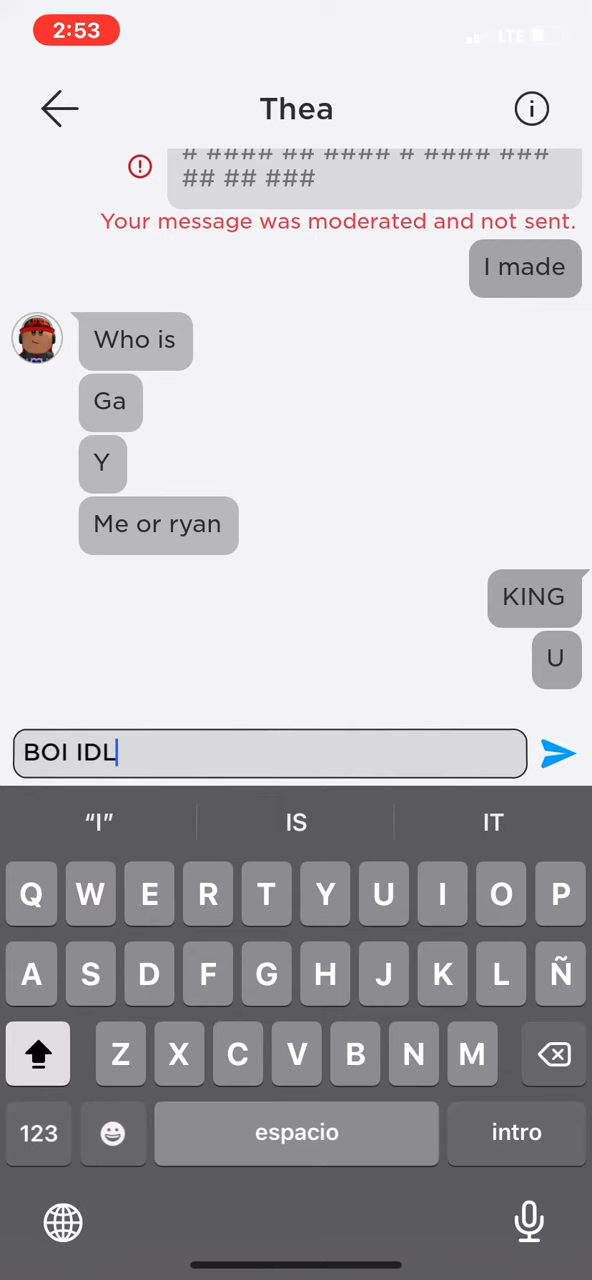 2:53
LTE
Thea
# #### ## #### # #### ###
## ## ###
Your message was moderated and not sent.
I made
Who is
Ga
Y
Me or ryan
KING
U
BOI IDL
“I” IS IT
Q W E R T Y U I O P
A S D F G H J K L Ñ
Z X C V B N M
123 espacio intro